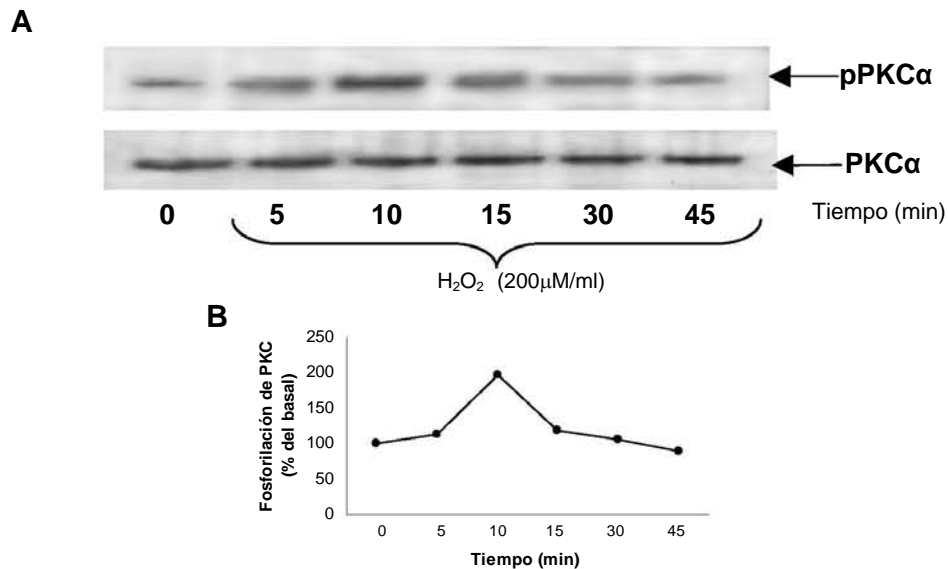 A
pPKCα
PKCα
0 5 10 15 30 45 Tiempo (min)
H₂O₂ (200μM/ml)
B
Fosforilación de PKC
(% del basal)
250
200
150
100
50
0
0 5 10 15 30 45
Tiempo (min)